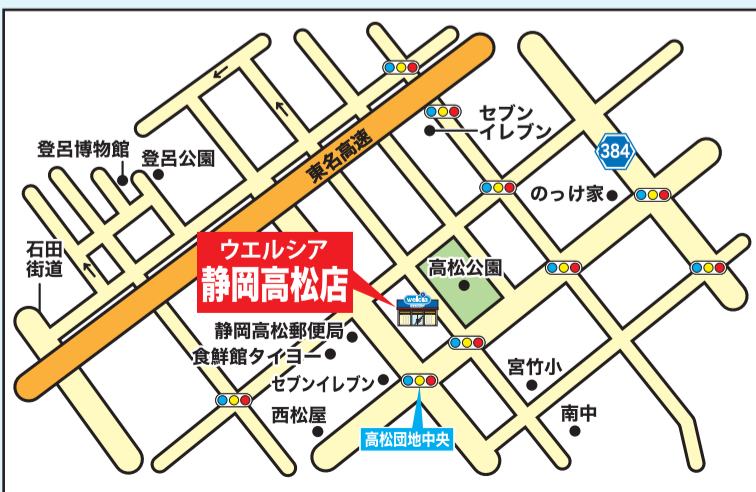 セブン
イレブン
384
東名高速
登呂博物館
登呂公園
のっけ家
石田
街道
ウエルシア
静岡高松店
高松公園
welcia
静岡高松郵便局
食鮮館タイヨー
セブンイレブン
宮竹小
西松屋
南中
高松団地中央